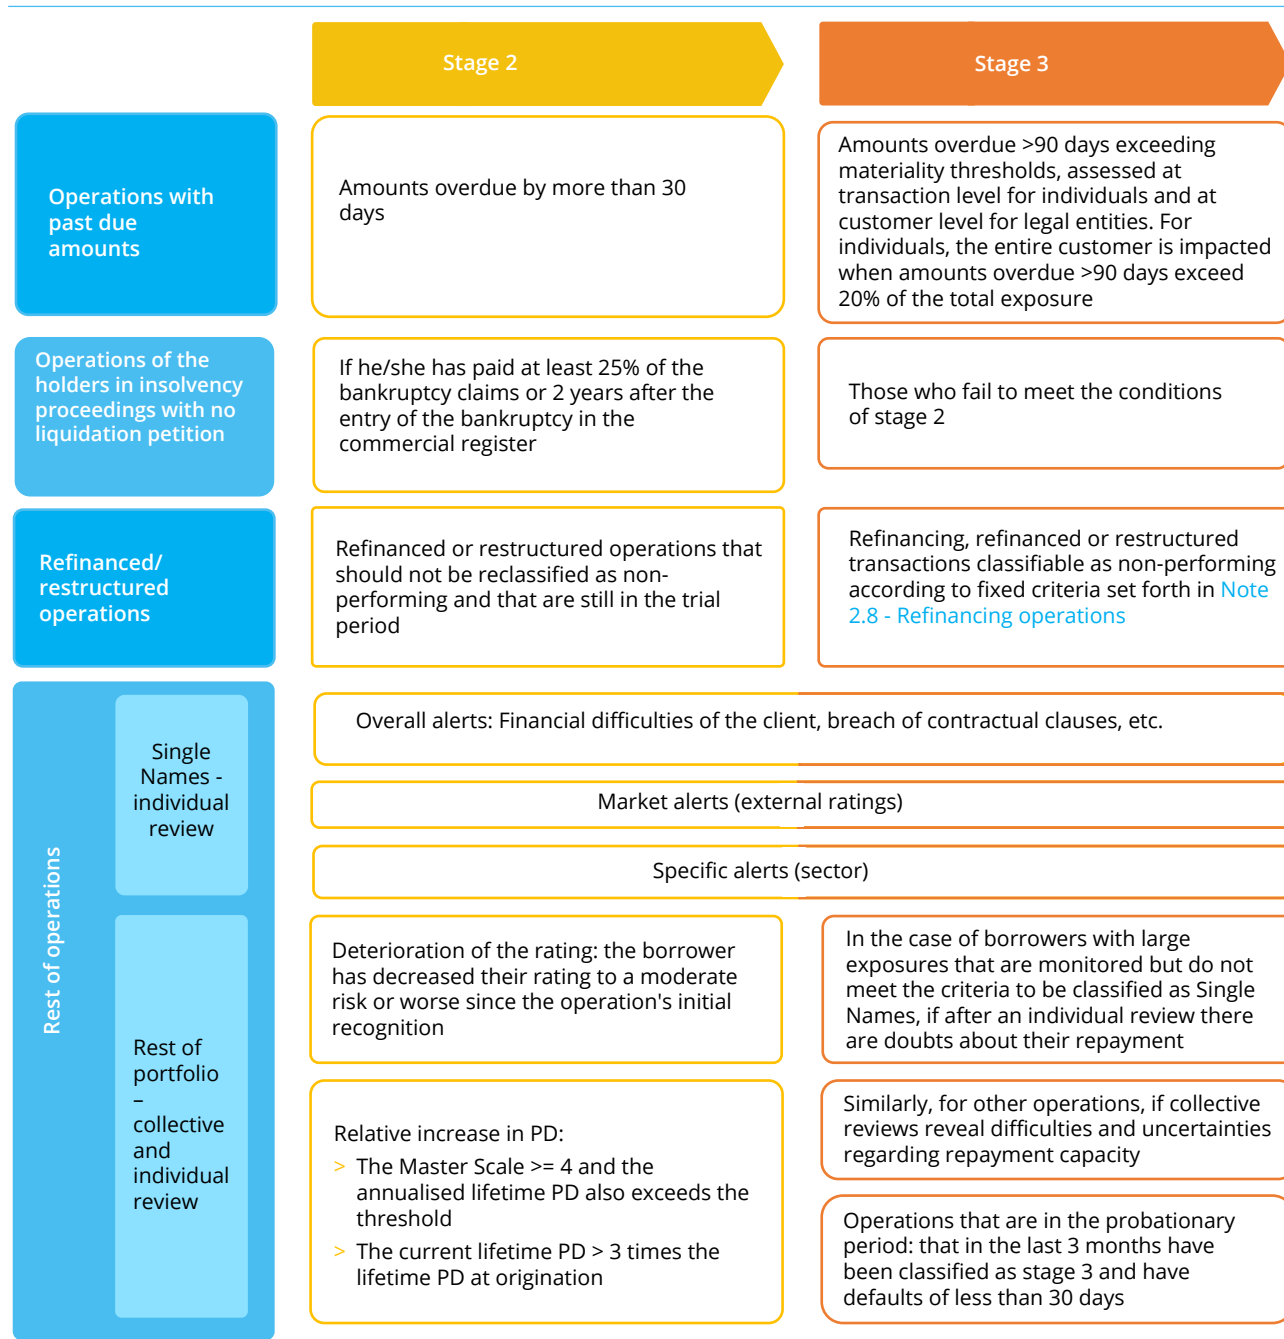 Stage 2
Stage 3
Operations with
past due
amounts
Amounts overdue by more than 30
days
Amounts overdue >90 days exceeding
materiality thresholds, assessed at
transaction level for individuals and at
customer level for legal entities. For
individuals, the entire customer is impacted
when amounts overdue >90 days exceed
20% of the total exposure
Operations of the
holders in insolvency
proceedings with no
liquidation petition
If he/she has paid at least 25% of the
bankruptcy claims or 2 years after the
entry of the bankruptcy in the
commercial register
Those who fail to meet the conditions
of stage 2
Refinanced/
restructured
operations
Refinanced or restructured operations that
should not be reclassified as non-
performing and that are still in the trial
period
Refinancing, refinanced or restructured
transactions classifiable as non-performing
according to fixed criteria set forth in Note
2.8 - Refinancing operations
Rest of operations
Single
Names -
individual
review
Overall alerts: Financial difficulties of the client, breach of contractual clauses, etc.
Market alerts (external ratings)
Specific alerts (sector)
Rest of
portfolio
–
collective
and
individual
review
Deterioration of the rating: the borrower
has decreased their rating to a moderate
risk or worse since the operation's initial
recognition
Relative increase in PD:
> The Master Scale >= 4 and the
annualised lifetime PD also exceeds the
threshold
> The current lifetime PD > 3 times the
lifetime PD at origination
In the case of borrowers with large
exposures that are monitored but do not
meet the criteria to be classified as Single
Names, if after an individual review there
are doubts about their repayment
Similarly, for other operations, if collective
reviews reveal difficulties and uncertainties
regarding repayment capacity
Operations that are in the probationary
period: that in the last 3 months have
been classified as stage 3 and have
defaults of less than 30 days